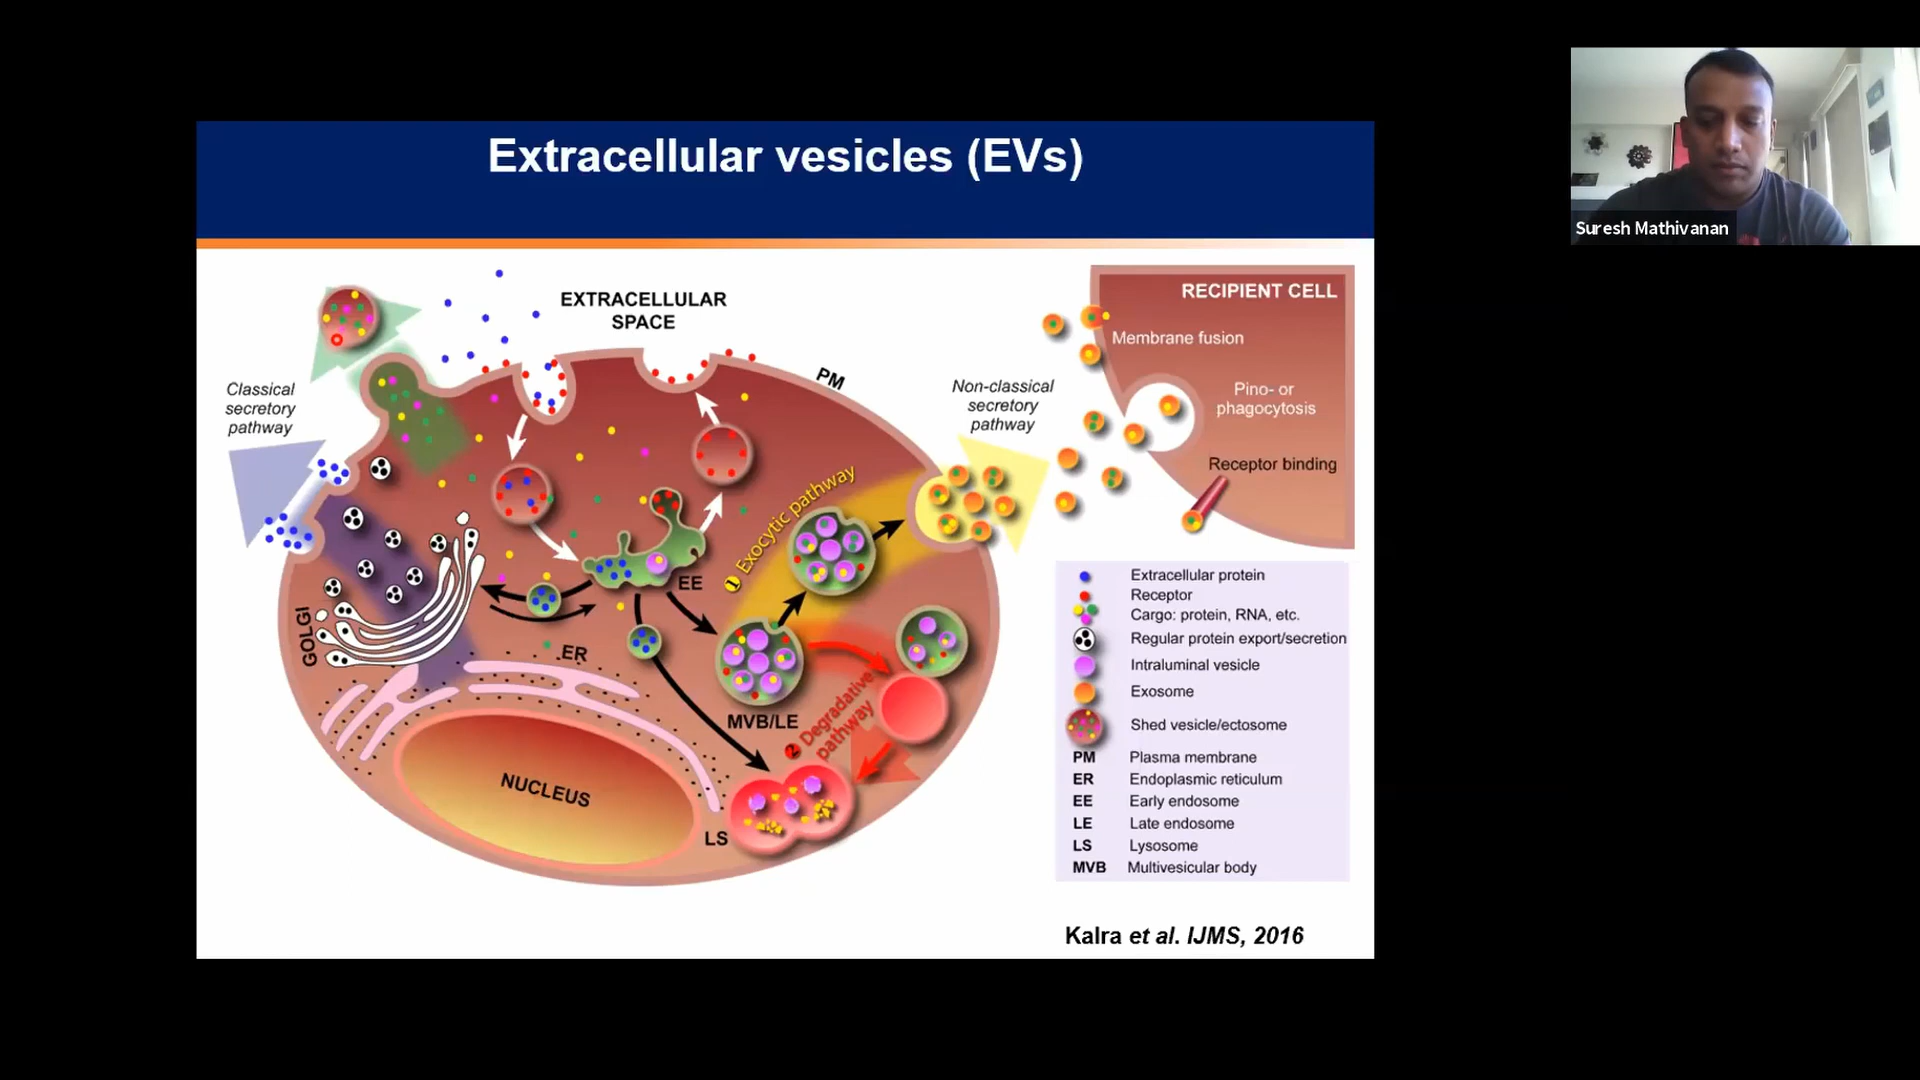 Extracellular vesicles (EVs)
EXTRACELLULAR
SPACE
PM
Classical
secretory
pathway
Non-classical
secretory
pathway
RECIPIENT CELL
Membrane fusion
Pino- or
phagocytosis
Receptor binding
1 Exocytic pathway
EE
GOLGI
ER
MVB/LE
2 Degradative
pathway
NUCLEUS
LS
Extracellular protein
Receptor
Cargo: protein, RNA, etc.
Regular protein export/secretion
Intraluminal vesicle
Exosome
Shed vesicle/ectosome
PM Plasma membrane
ER Endoplasmic reticulum
EE Early endosome
LE Late endosome
LS Lysosome
MVB Multivesicular body
Kalra et al. IJMS, 2016
Suresh Mathivanan